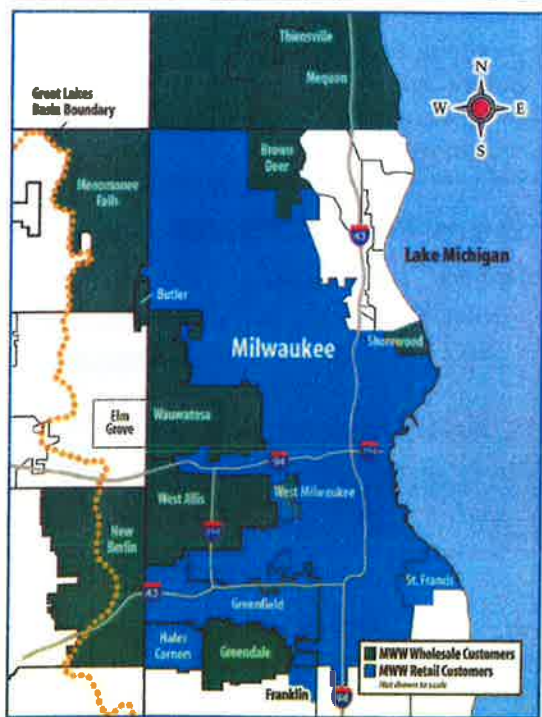 Thiensville
Mequon
N
W E
S
Great Lakes
Basin Boundary
Brown
Deer
Menomonee
Falls
43
Lake Michigan
Butler
Milwaukee
Shorewood
Elm
Grove
Wauwatosa
94
794
West Allis
West Milwaukee
New
Berlin
894
43
St. Francis
Greenfield
Hales
Corners
Greendale
MWW Wholesale Customers
MWW Retail Customers
Not drawn to scale
Franklin
94